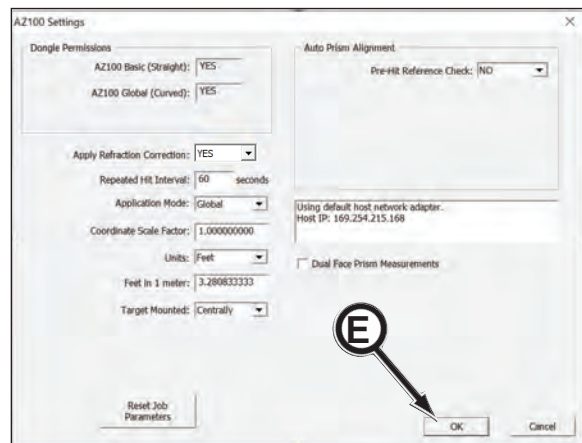 AZ100 Settings
Dongle Permissions
AZ100 Basic (Straight): YES
AZ100 Global (Curved): YES
Apply Refraction Correction: YES
Repeated Hit Interval: 60 seconds
Application Mode: Global
Coordinate Scale Factor: 1.000000000
Units: Feet
Feet in 1 meter: 3.280833333
Target Mounted: Centrally
Reset Job
Parameters
Auto Prism Alignment
Pre-Hit Reference Check: NO
Using default host network adapter.
Host IP: 169.254.215.168
Dual Face Prism Measurements
E
OK
Cancel